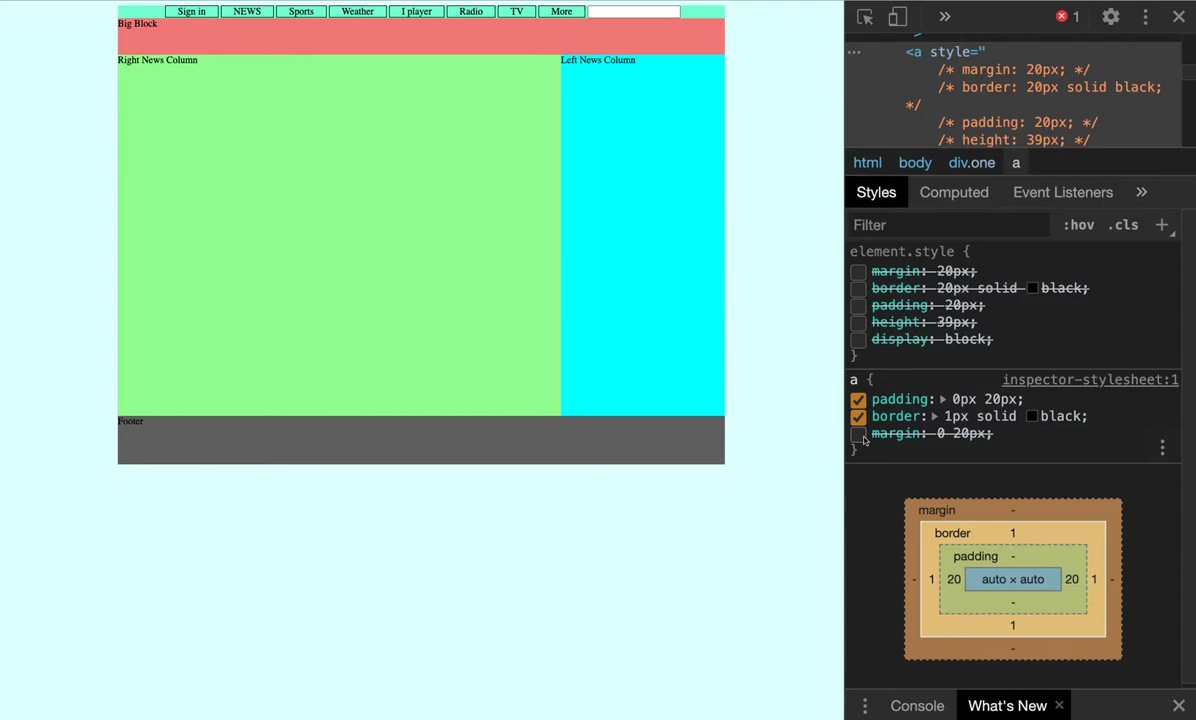 Sign in NEWS Sports Weather I player Radio TV More
Big Block
Right News Column Left News Column
Footer
1
<a style="
/* margin: 20px; */
/* border: 20px solid black;
*/
/* padding: 20px; */
/* height: 39px; */
html body div.one a
Styles Computed Event Listeners
Filter :hov .cls
element.style {
margin: 20px;
border: 20px solid black;
padding: 20px;
height: 39px;
display: block;
}
a { inspector-stylesheet:1
padding: 0px 20px;
border: 1px solid black;
margin: 0 20px;
}
margin -
border 1
padding -
- 1 20 auto × auto 20 1 -
-
1
-
Console What's New